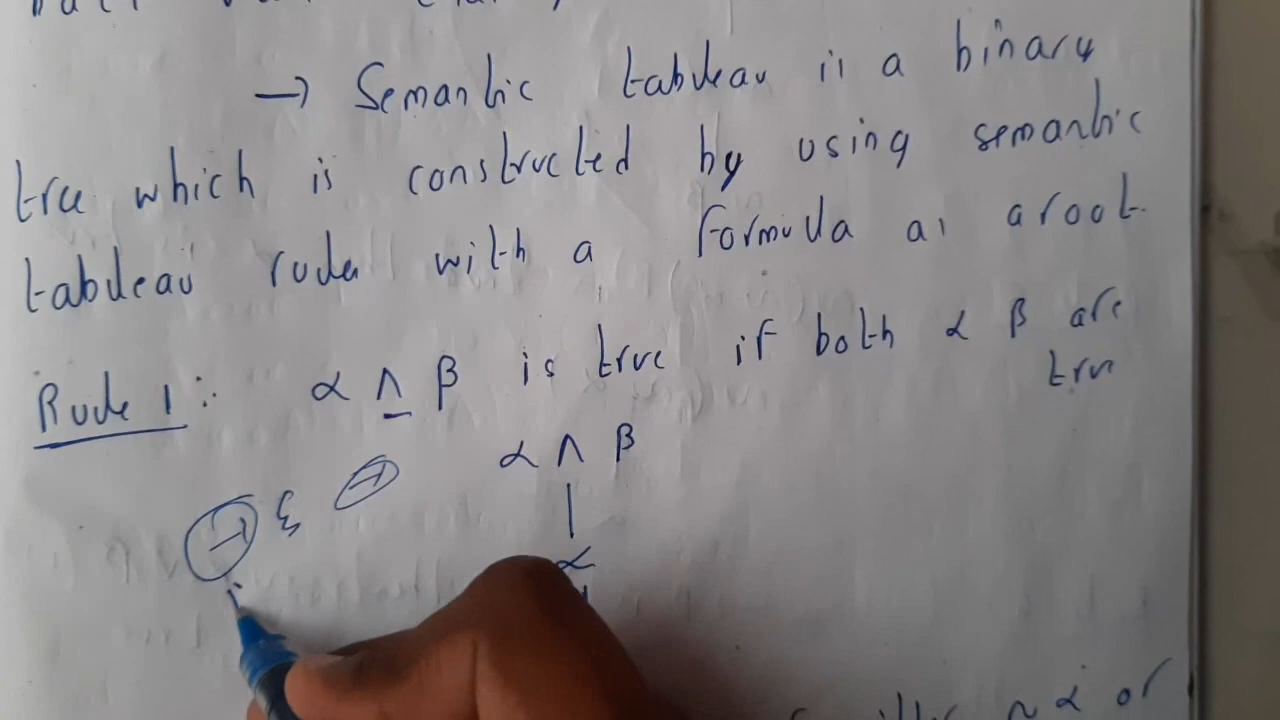 → Semantic tableau is a binary
tree which is constructed by using semantic
tableau rules with a formula as a root.
Rule 1: α ∧ β is true if both α β are
true
α ∧ β
|
T & T
α
~ α or